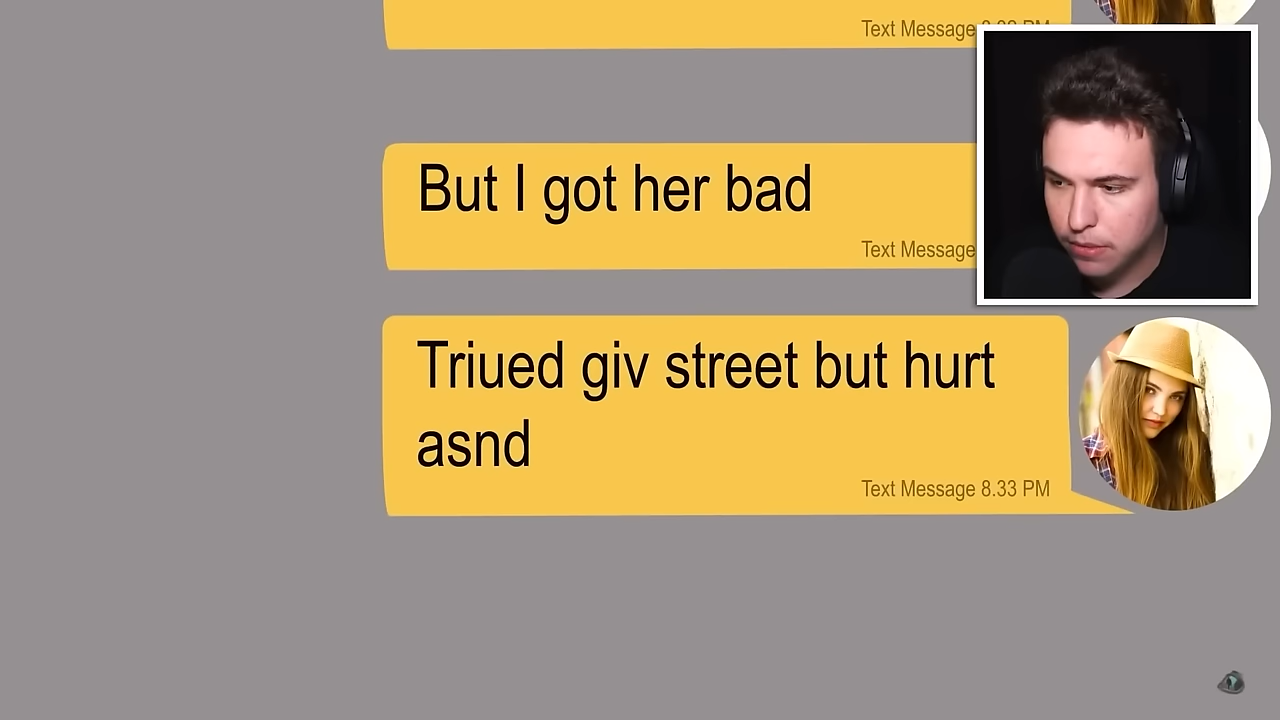 Text Message
But I got her bad
Text Message
Triued giv street but hurt
asnd
Text Message 8.33 PM